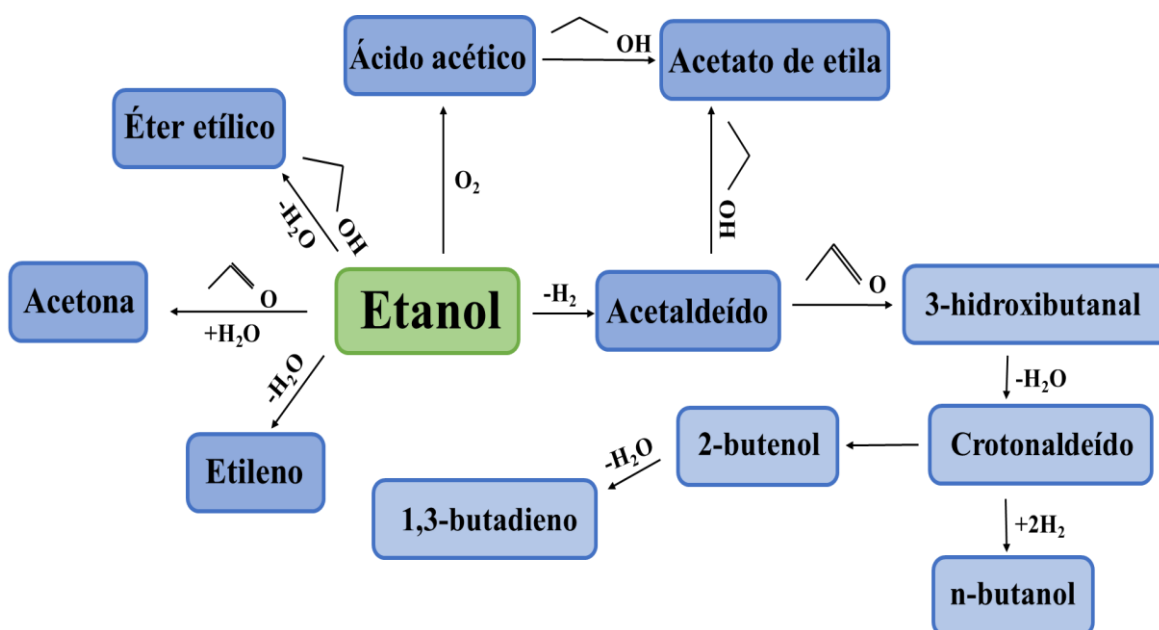 OH
Ácido acético
Acetato de etila
Éter etílico
O₂
-H₂O
OH
OH
Acetona
O
+H₂O
Etanol
-H₂
Acetaldeído
O
3-hidroxibutanal
-H₂O
-H₂O
Etileno
2-butenol
Crotonaldeído
-H₂O
1,3-butadieno
+2H₂
n-butanol